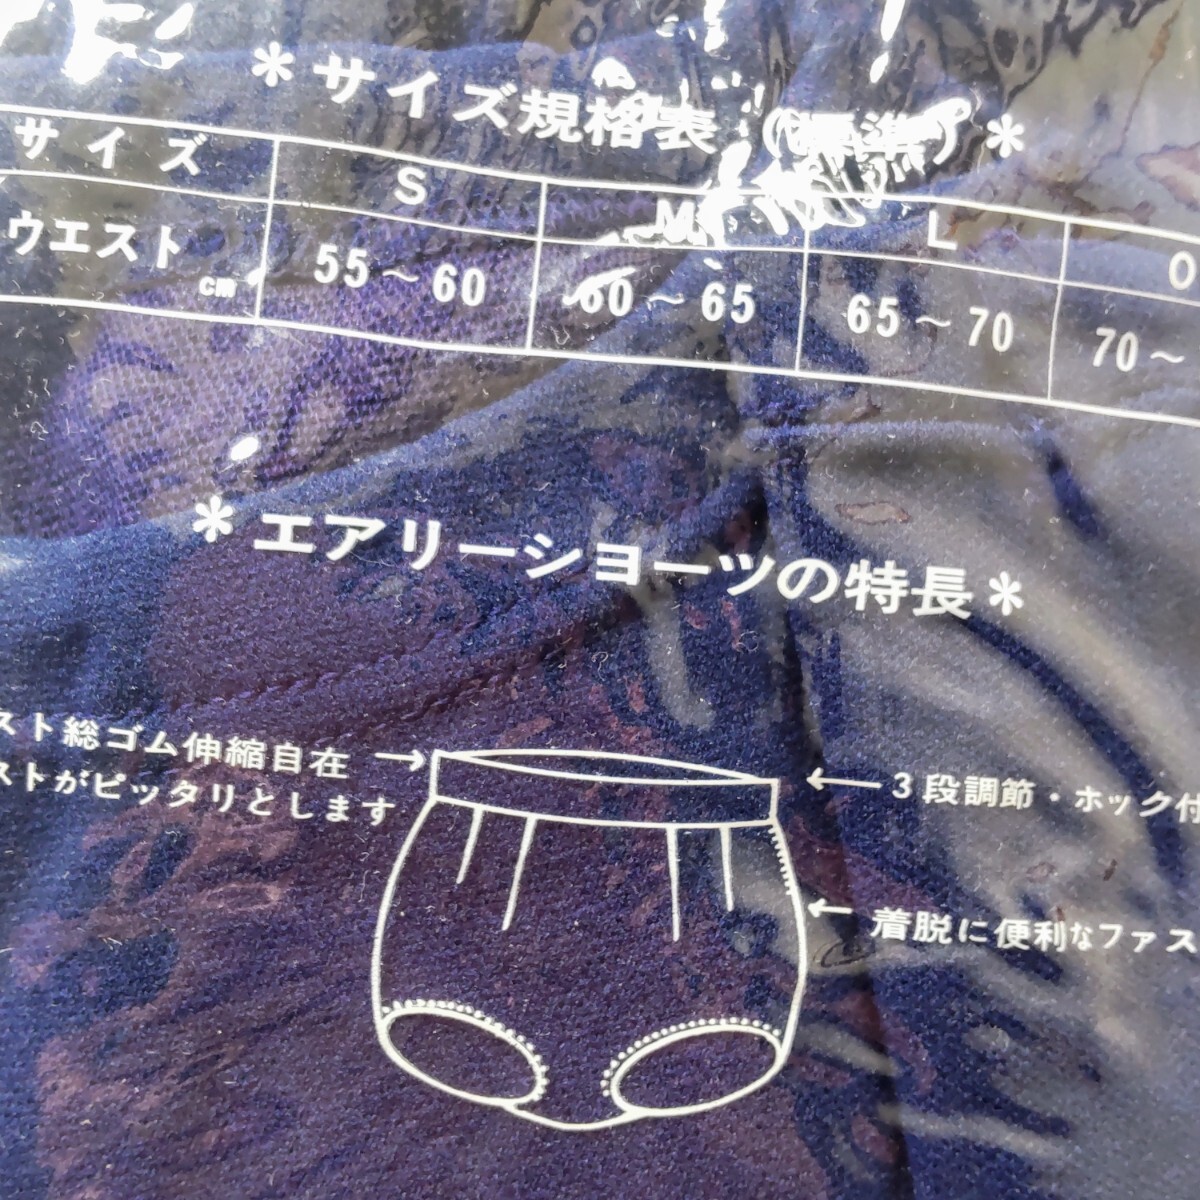 ＊サイズ規格表（標準）＊
サイズ S M L O
ウエスト cm 55〜60 60〜65 65〜70 70〜
＊エアリーショーツの特長＊
スト総ゴム伸縮自在→
ストがピッタリとします
←3段調節・ホック付
←着脱に便利なファス